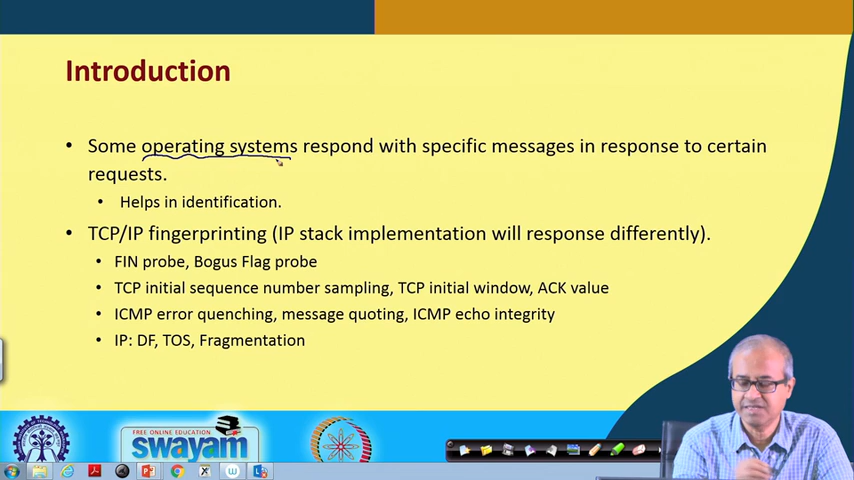 Introduction
• Some operating systems respond with specific messages in response to certain
requests.
• Helps in identification.
• TCP/IP fingerprinting (IP stack implementation will response differently).
• FIN probe, Bogus Flag probe
• TCP initial sequence number sampling, TCP initial window, ACK value
• ICMP error quenching, message quoting, ICMP echo integrity
• IP: DF, TOS, Fragmentation
FREE ONLINE EDUCATION
swayam